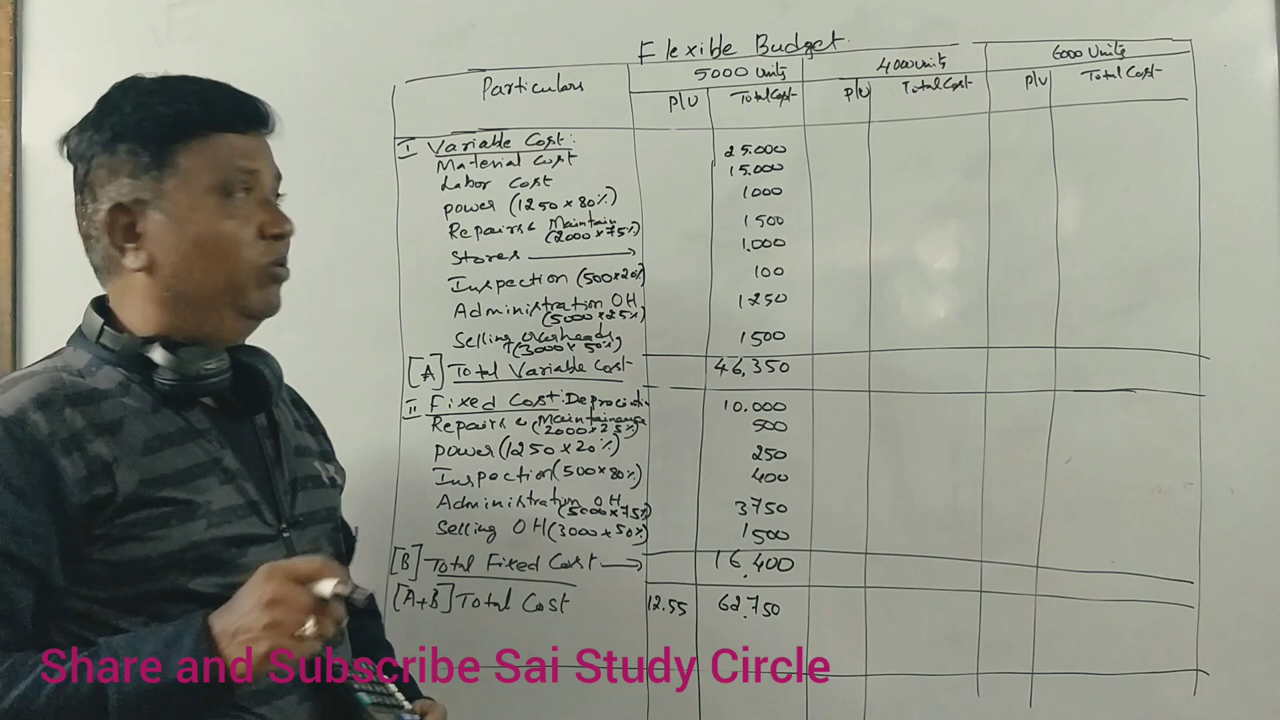 Flexible Budget.
Particulars 5000 Units 4000 Units 6000 Units
P/U Total Cost P/U Total Cost P/U Total Cost
I Variable Cost:
Material Cost 25.000
Labor Cost 15.000
power (1250 x 80%) 1000
Repairs & Maintain (2000 x 75%) 1500
Stores 1.000
Inspection (500x20%) 100
Administration OH. (5000 x 25%) 1250
Selling overheads (3000 x 50%) 1500
[A] Total Variable Cost 46,350
II Fixed Cost: Depreciation 10.000
Repairs & Maintainance (2000 x 25%) 500
power (1250 x 20%) 250
Inspection (500 x 80%) 400
Administration OH (5000 x 75%) 3750
Selling OH (3000 x 50%) 1500
[B] Total Fixed Cost → 16.400
[A+B] Total Cost 12.55 62.750
Share and Subscribe Sai Study Circle